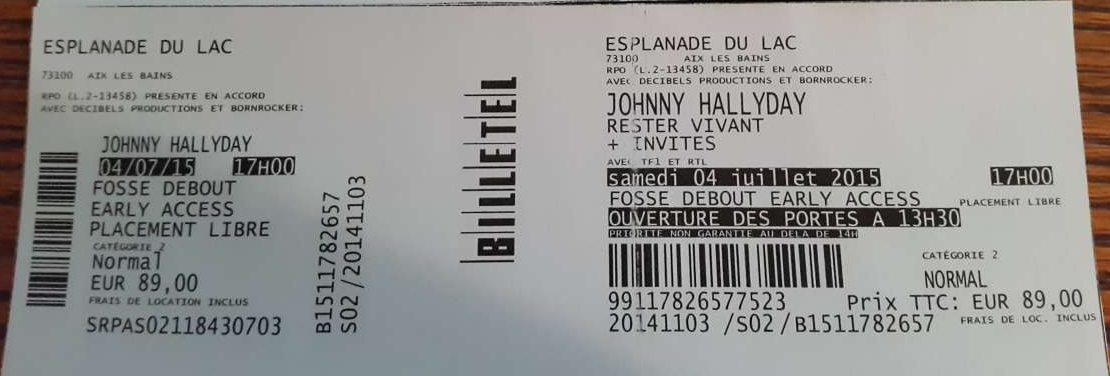 ESPLANADE DU LAC
73100 AIX LES BAINS
RPO (L.2-13458) PRESENTE EN ACCORD
AVEC DECIBELS PRODUCTIONS ET BORNROCKER:
JOHNNY HALLYDAY
04/07/15 17H00
FOSSE DEBOUT
EARLY ACCESS
PLACEMENT LIBRE
CATÉGORIE 2
Normal
EUR 89,00
FRAIS DE LOCATION INCLUS
SRPAS02118430703
B1511782657
S02/20141103
BILLETEL
ESPLANADE DU LAC
73100 AIX LES BAINS
RPO (L.2-13458) PRESENTE EN ACCORD
AVEC DECIBELS PRODUCTIONS ET BORNROCKER:
JOHNNY HALLYDAY
RESTER VIVANT
+ INVITES
AVEC TF1 ET RTL
samedi 04 juillet 2015 17H00
FOSSE DEBOUT EARLY ACCESS PLACEMENT LIBRE
OUVERTURE DES PORTES A 13H30
PRIORITE NON GARANTIE AU DELA DE 14H
CATÉGORIE 2
NORMAL
99117826577523 Prix TTC: EUR 89,00
20141103 /S02/B1511782657 FRAIS DE LOC. INCLUS